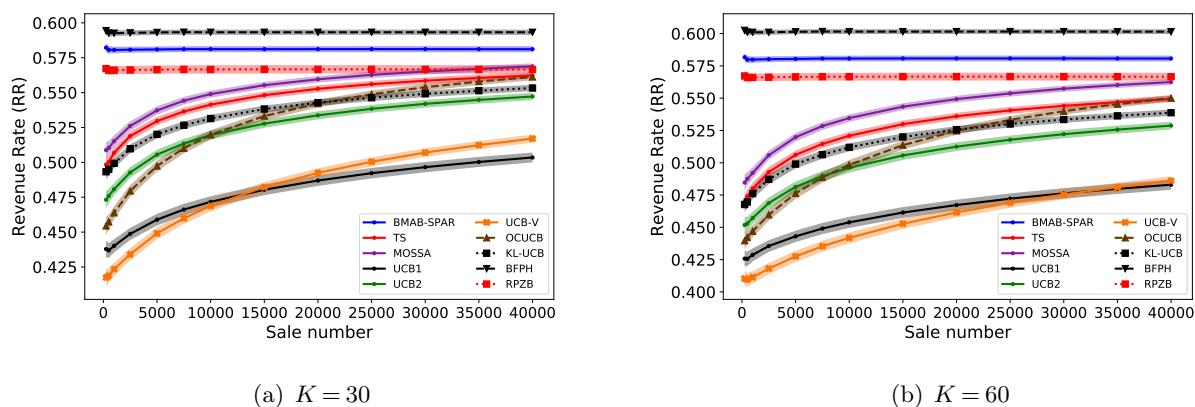 0.600
0.575
0.550
0.525
0.500
0.475
0.450
0.425
Revenue Rate (RR)
0 5000 10000 15000 20000 25000 30000 35000 40000
Sale number
BMAB-SPAR
TS
MOSSA
UCB1
UCB2
UCB-V
OCUCB
KL-UCB
BFPH
RPZB
(a) K = 30
0.600
0.575
0.550
0.525
0.500
0.475
0.450
0.425
0.400
Revenue Rate (RR)
0 5000 10000 15000 20000 25000 30000 35000 40000
Sale number
BMAB-SPAR
TS
MOSSA
UCB1
UCB2
UCB-V
OCUCB
KL-UCB
BFPH
RPZB
(b) K = 60